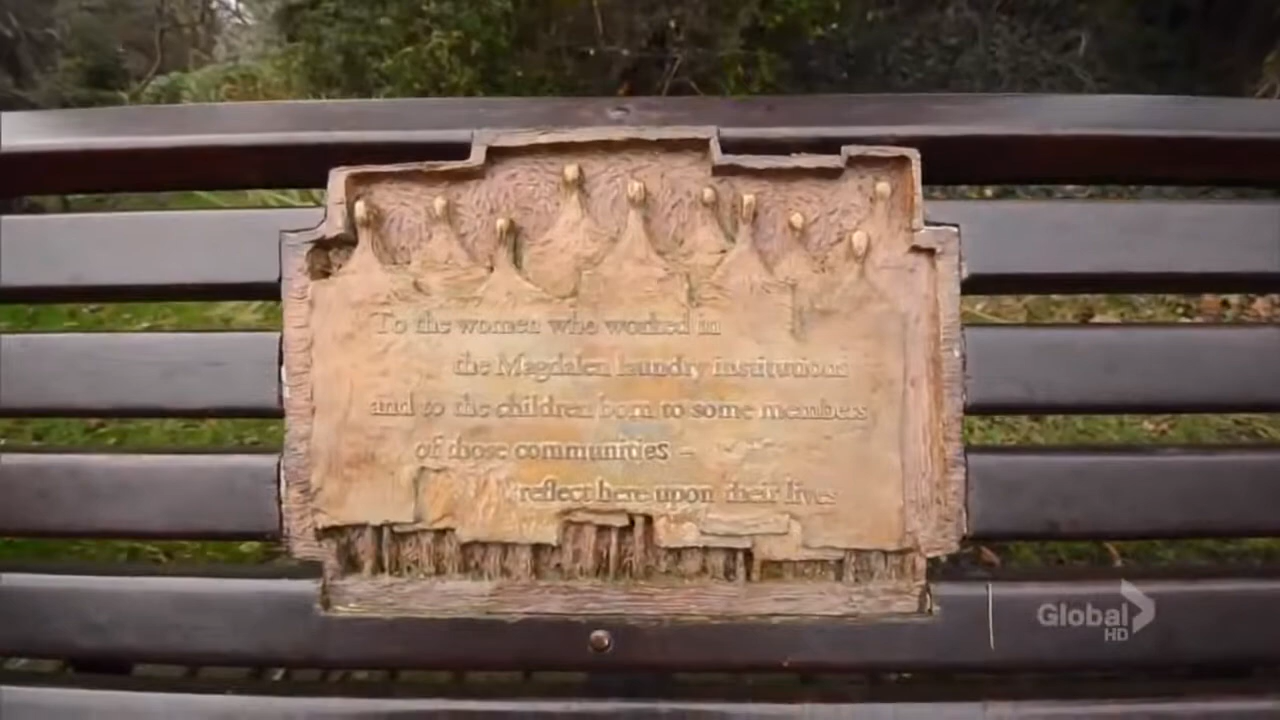 To the women who worked in
the Magdalen laundry institutions
and to the children born to some members
of those communities –
reflect here upon their lives
Global
HD